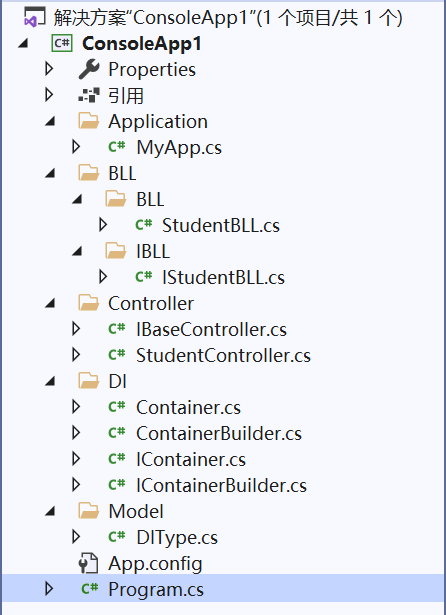 解决方案“ConsoleApp1”(1 个项目/共 1 个)
C# ConsoleApp1
Properties
引用
Application
C# MyApp.cs
BLL
BLL
C# StudentBLL.cs
IBLL
C# IStudentBLL.cs
Controller
C# IBaseController.cs
C# StudentController.cs
DI
C# Container.cs
C# ContainerBuilder.cs
C# IContainer.cs
C# IContainerBuilder.cs
Model
C# DIType.cs
App.config
C# Program.cs